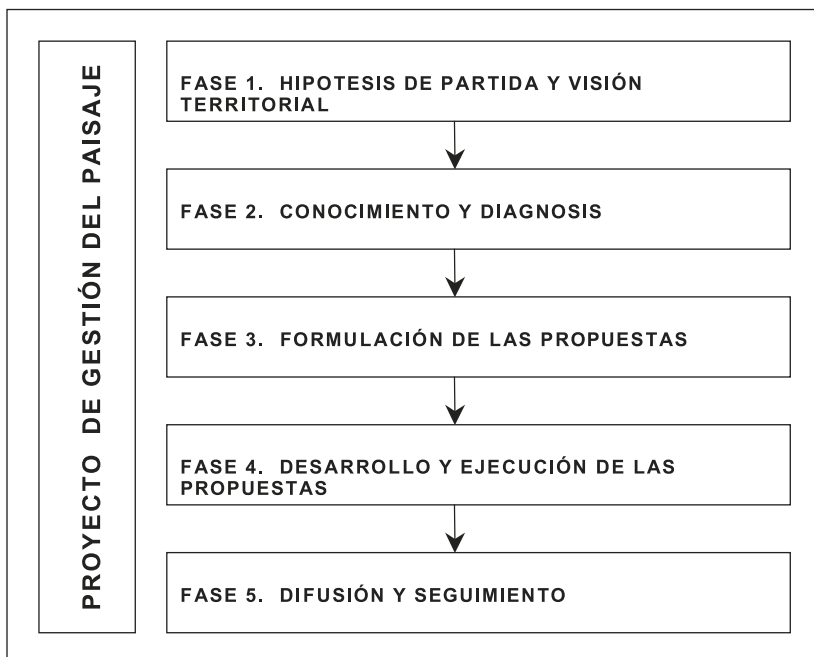 PROYECTO DE GESTIÓN DEL PAISAJE
FASE 1. HIPOTESIS DE PARTIDA Y VISIÓN
TERRITORIAL
FASE 2. CONOCIMIENTO Y DIAGNOSIS
FASE 3. FORMULACIÓN DE LAS PROPUESTAS
FASE 4. DESARROLLO Y EJECUCIÓN DE LAS
PROPUESTAS
FASE 5. DIFUSIÓN Y SEGUIMIENTO